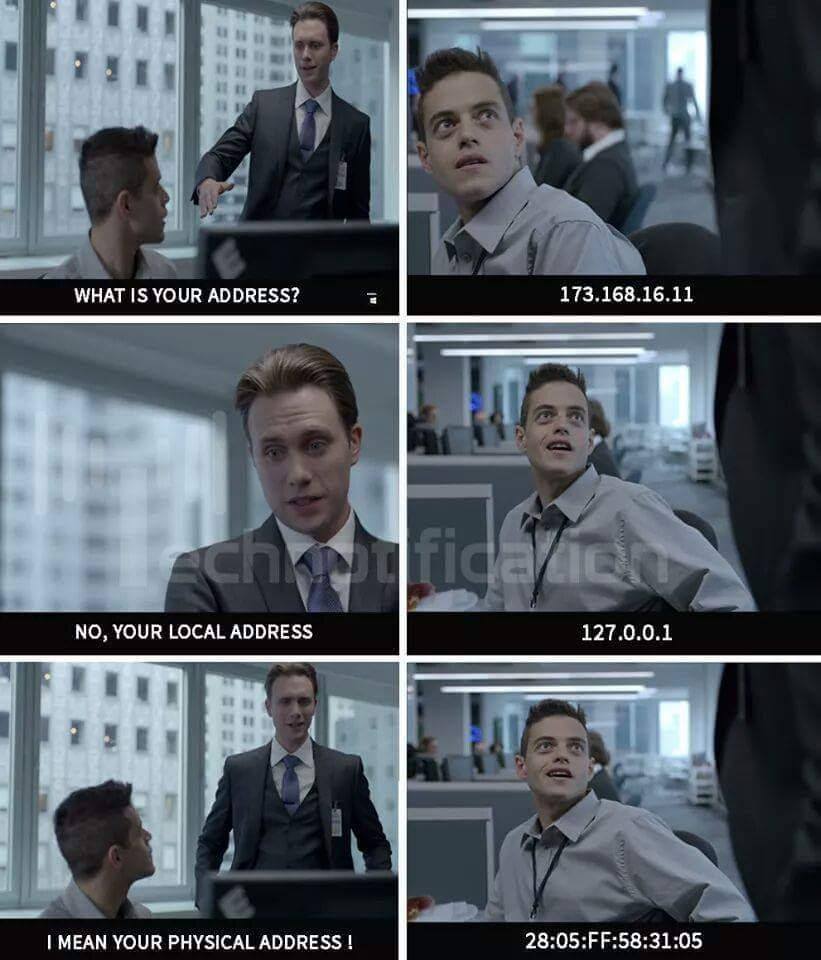 WHAT IS YOUR ADDRESS?
173.168.16.11
Technotification
NO, YOUR LOCAL ADDRESS
127.0.0.1
I MEAN YOUR PHYSICAL ADDRESS !
28:05:FF:58:31:05